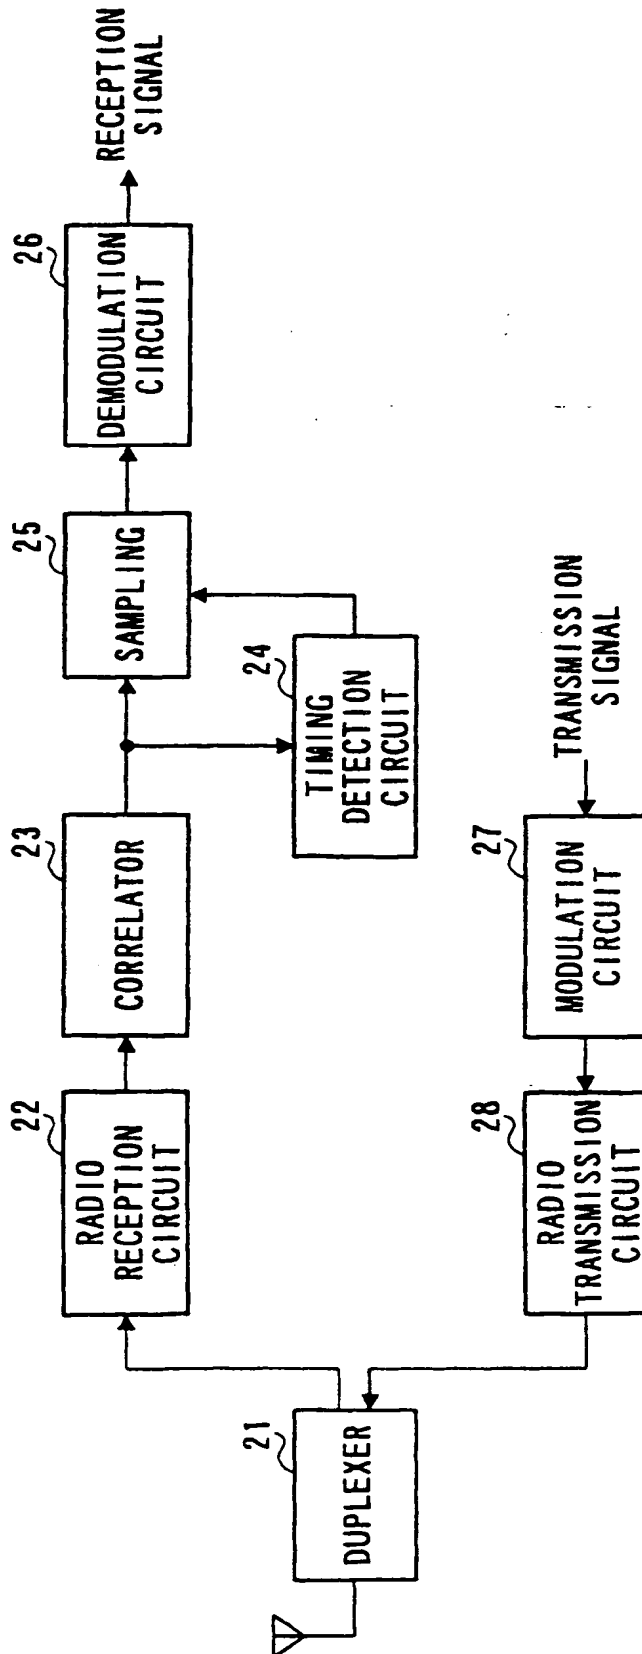 21
DUPLEXER
22
RADIO
RECEPTION
CIRCUIT
23
CORRELATOR
24
TIMING
DETECTION
CIRCUIT
25
SAMPLING
26
DEMODULATION
CIRCUIT
RECEPTION
SIGNAL
28
RADIO
TRANSMISSION
CIRCUIT
27
MODULATION
CIRCUIT
TRANSMISSION
SIGNAL